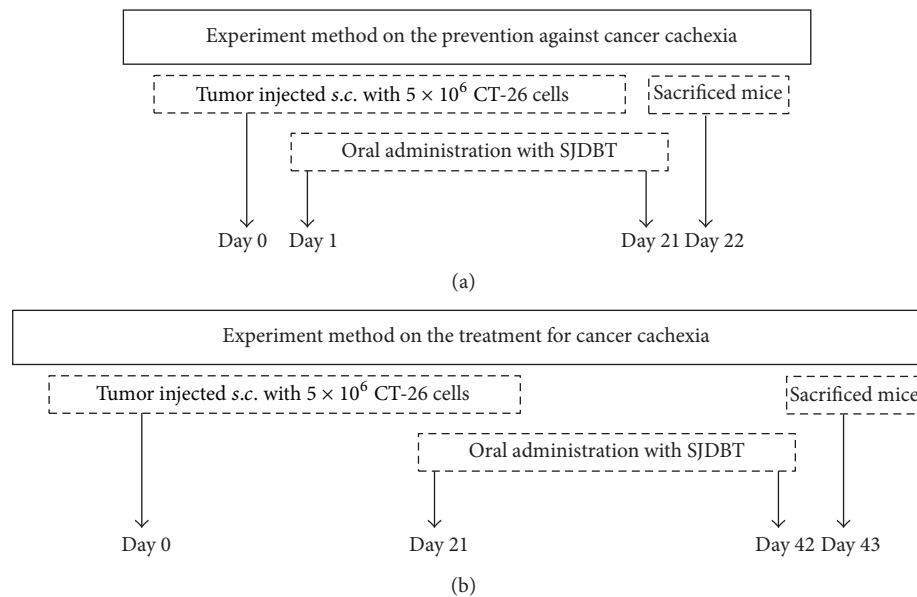 Experiment method on the prevention against cancer cachexia
Tumor injected s.c. with 5 × 10⁶ CT-26 cells
Sacrificed mice
Oral administration with SJDBT
Day 0
Day 1
Day 21
Day 22
(a)
Experiment method on the treatment for cancer cachexia
Tumor injected s.c. with 5 × 10⁶ CT-26 cells
Sacrificed mice
Oral administration with SJDBT
Day 0
Day 21
Day 42
Day 43
(b)